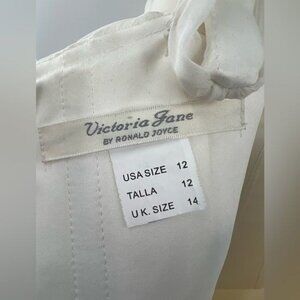 Victoria Jane
BY RONALD JOYCE
USA SIZE 12
TALLA 12
U K. SIZE 14